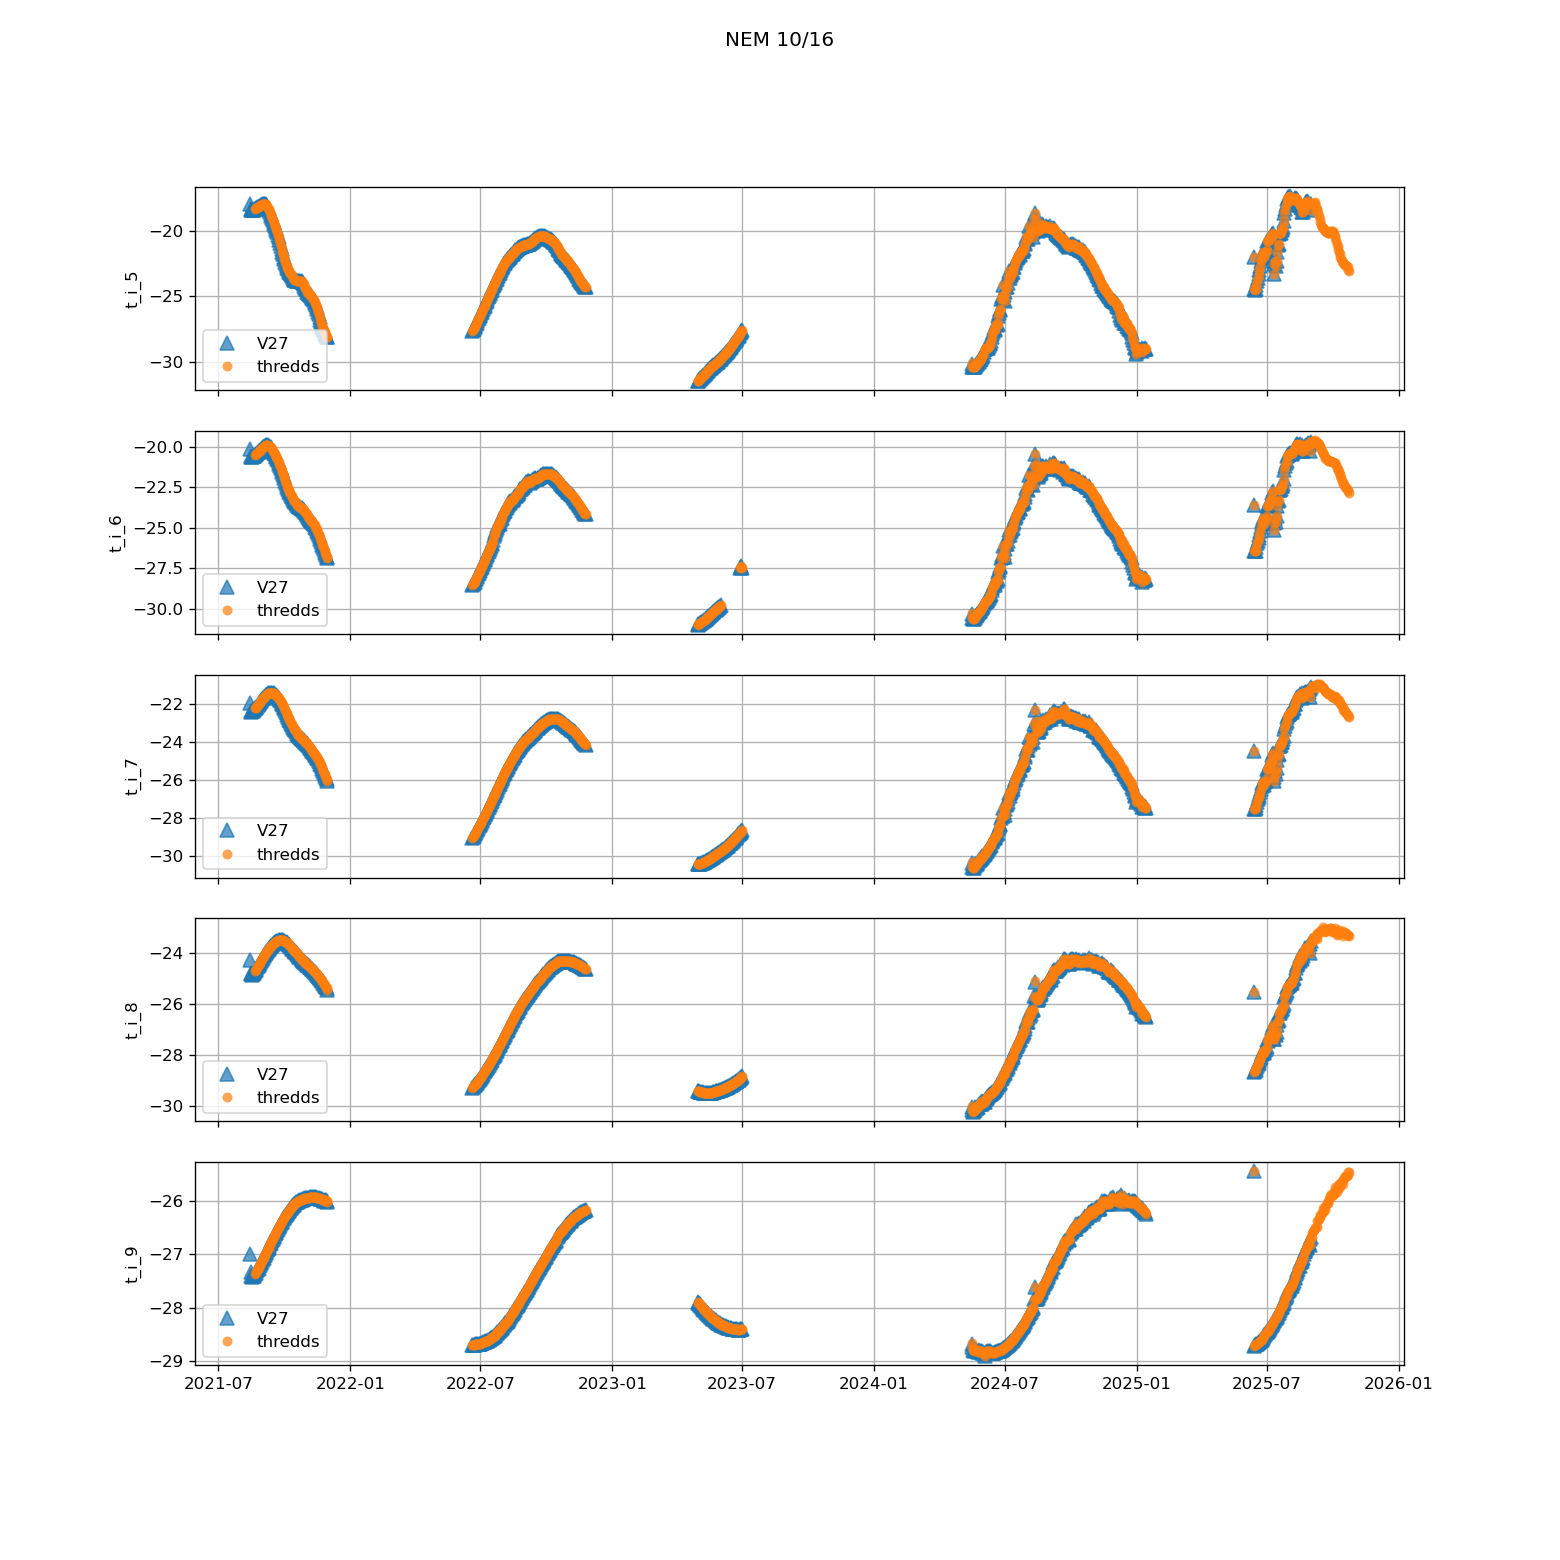 NEM 10/16
t_i_5
−20
−25
−30
V27
thredds
t_i_6
−20.0
−22.5
−25.0
−27.5
−30.0
V27
thredds
t_i_7
−22
−24
−26
−28
−30
V27
thredds
t_i_8
−24
−26
−28
−30
V27
thredds
t_i_9
−26
−27
−28
−29
V27
thredds
2021-07 2022-01 2022-07 2023-01 2023-07 2024-01 2024-07 2025-01 2025-07 2026-01